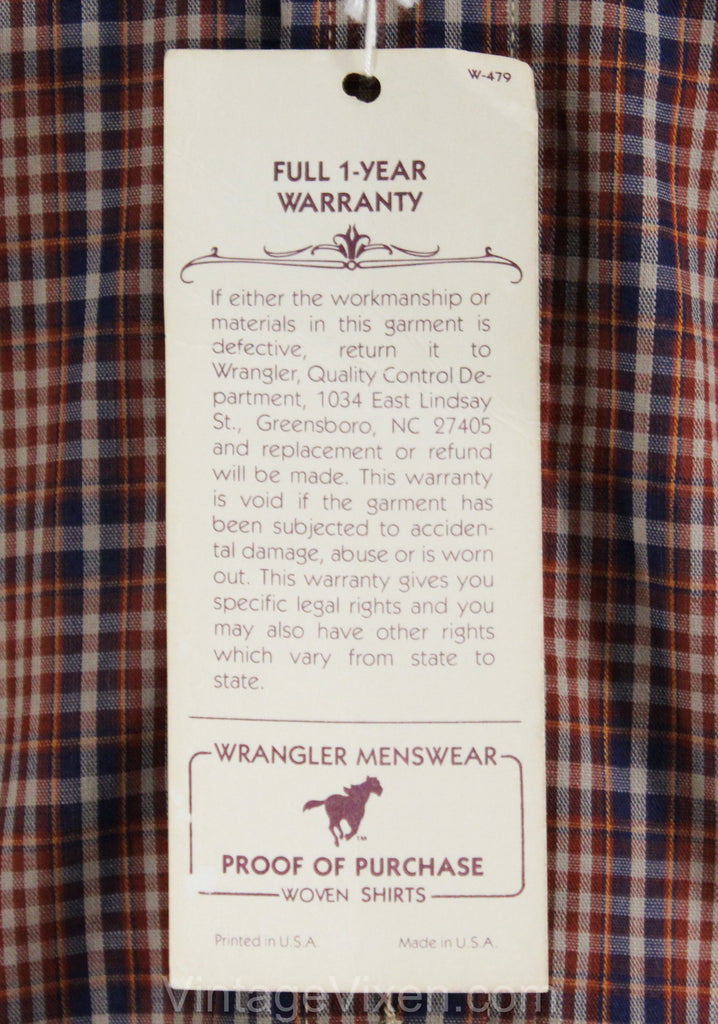 W-479
FULL 1-YEAR
WARRANTY
If either the workmanship or
materials in this garment is
defective, return it to
Wrangler, Quality Control De-
partment, 1034 East Lindsay
St., Greensboro, NC 27405
and replacement or refund
will be made. This warranty
is void if the garment has
been subjected to acciden-
tal damage, abuse or is worn
out. This warranty gives you
specific legal rights and you
may also have other rights
which vary from state to
state.
WRANGLER MENSWEAR
TM
PROOF OF PURCHASE
WOVEN SHIRTS
Printed in U.S.A. Made in U.S.A.
VintageVixen.com